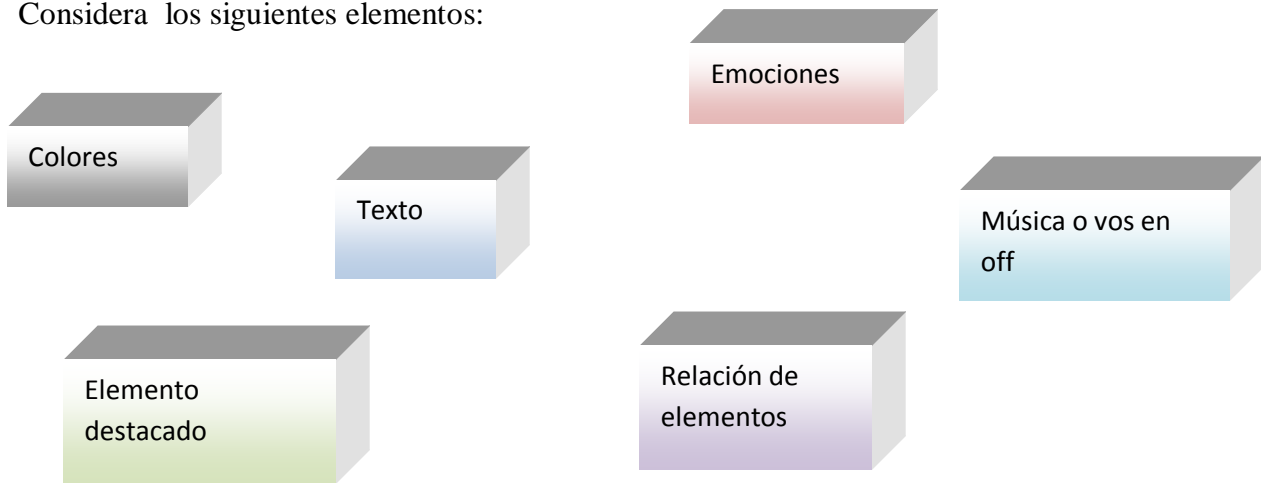 Considera los siguientes elementos:
Emociones
Colores
Texto
Música o vos en
off
Elemento
destacado
Relación de
elementos